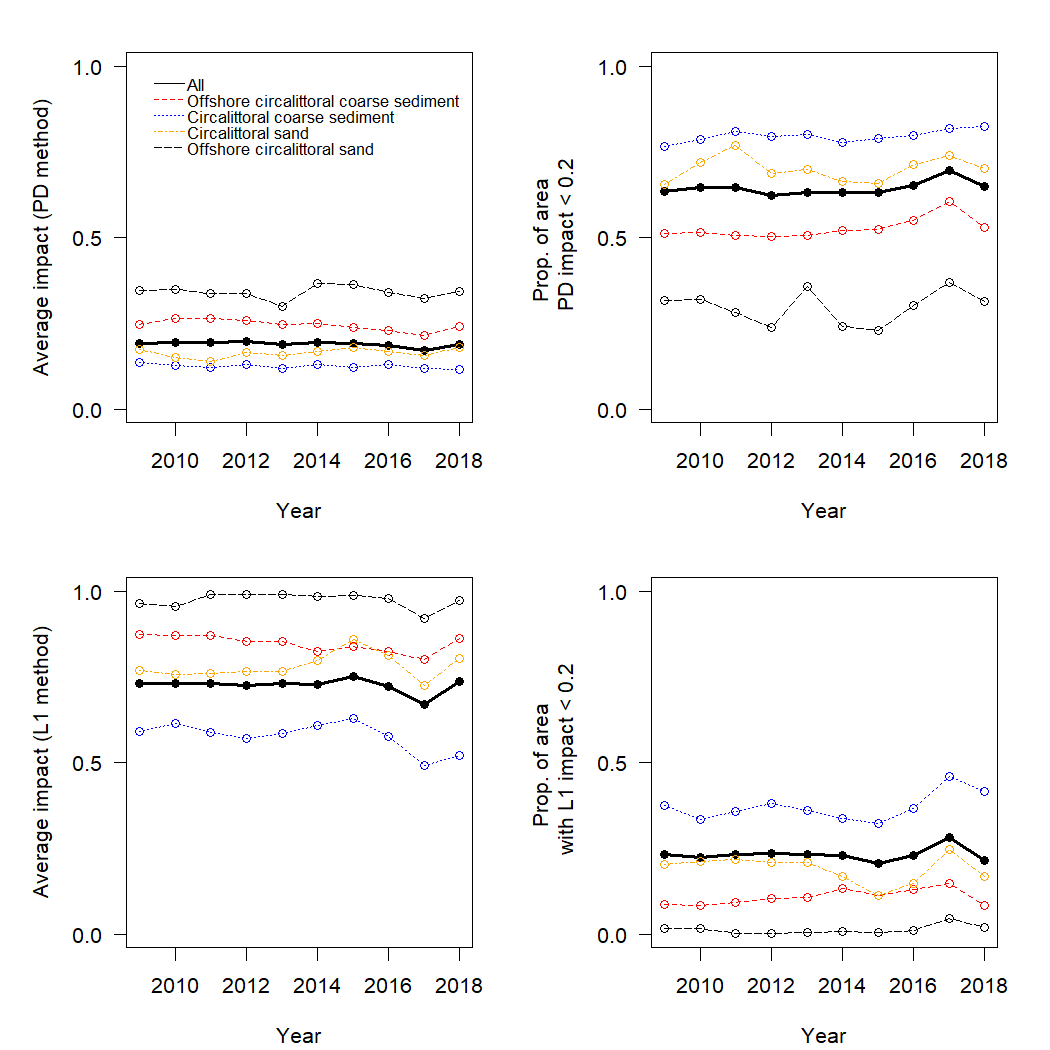 Average impact (PD method)
1.0
0.5
0.0
All
Offshore circalittoral coarse sediment
Circalittoral coarse sediment
Circalittoral sand
Offshore circalittoral sand
2010 2012 2014 2016 2018
Year
Prop. of area
PD impact < 0.2
1.0
0.5
0.0
2010 2012 2014 2016 2018
Year
Average impact (L1 method)
1.0
0.5
0.0
2010 2012 2014 2016 2018
Year
Prop. of area
with L1 impact < 0.2
1.0
0.5
0.0
2010 2012 2014 2016 2018
Year